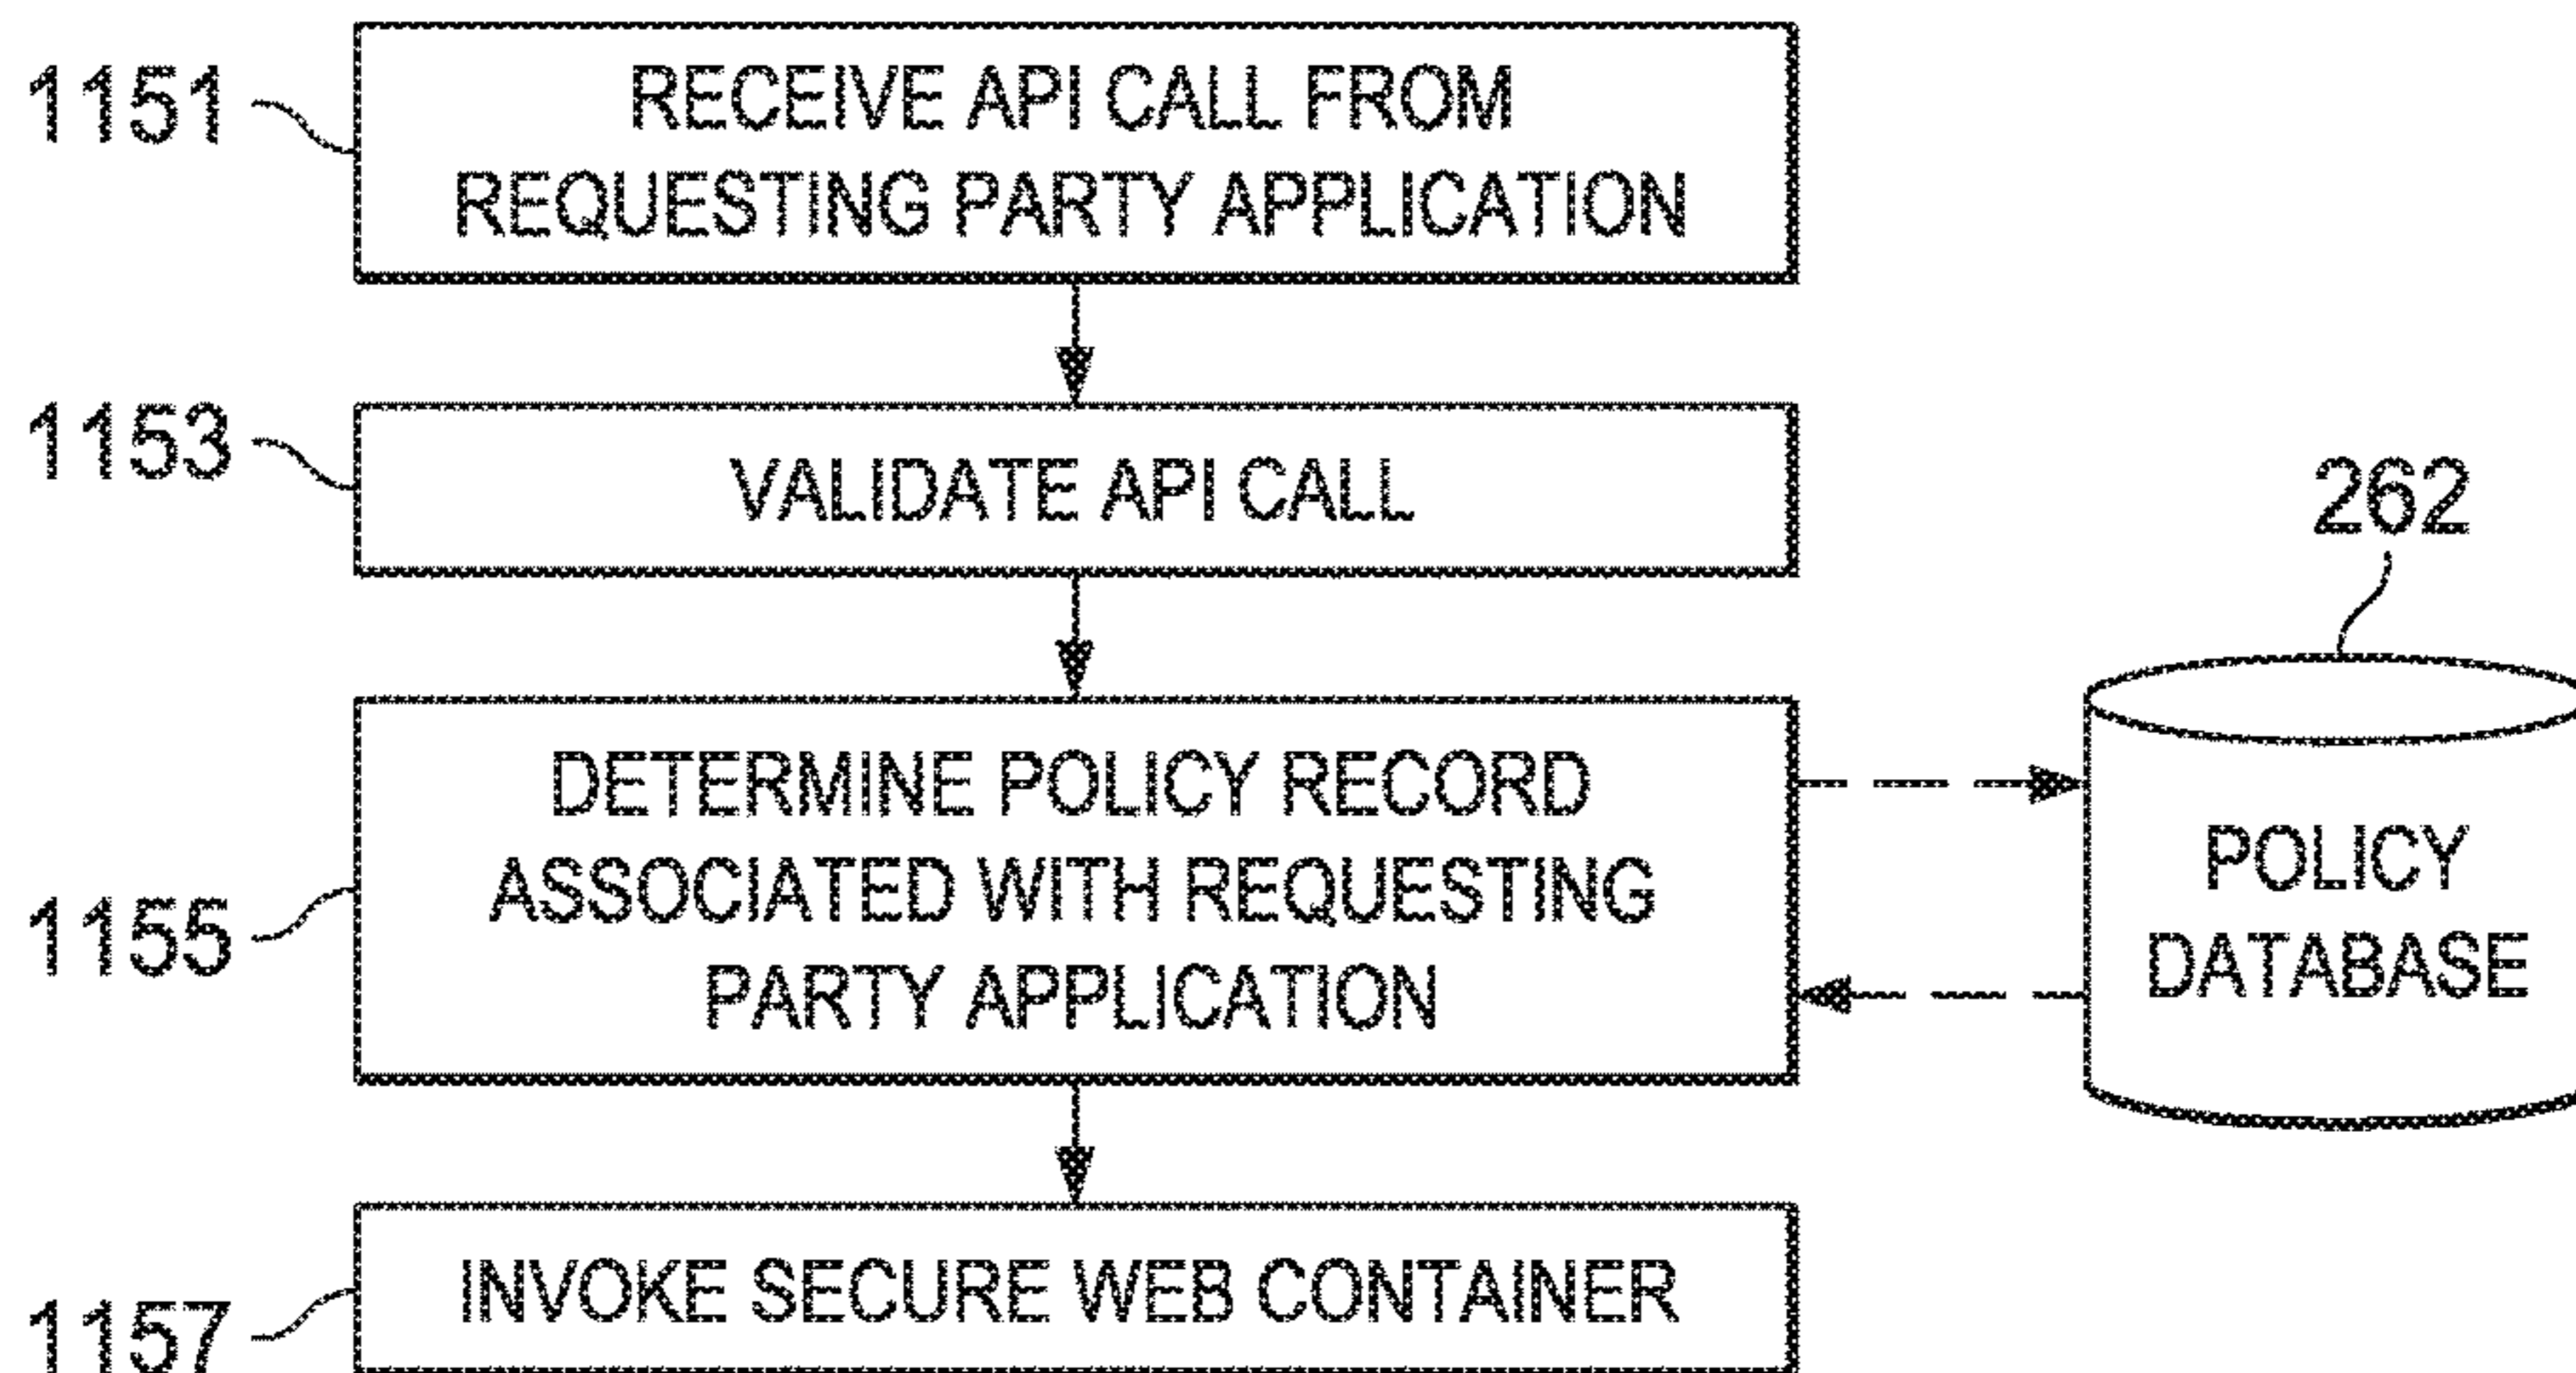 1151
RECEIVE API CALL FROM
REQUESTING PARTY APPLICATION
1153
VALIDATE API CALL
262
1155
DETERMINE POLICY RECORD
ASSOCIATED WITH REQUESTING
PARTY APPLICATION
POLICY
DATABASE
1157
INVOKE SECURE WEB CONTAINER